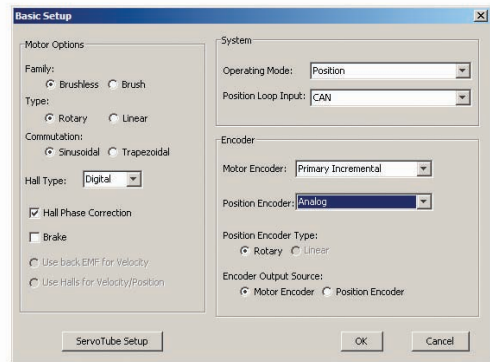 Basic Setup
Motor Options
Family:
Brushless Brush
Type:
Rotary Linear
Commutation:
Sinusoidal Trapezoidal
Hall Type: Digital
Hall Phase Correction
Brake
Use back EMF for Velocity
Use Halls for Velocity/Position
System
Operating Mode: Position
Position Loop Input: CAN
Encoder
Motor Encoder: Primary Incremental
Position Encoder: Analog
Position Encoder Type:
Rotary Linear
Encoder Output Source:
Motor Encoder Position Encoder
ServoTube Setup
OK Cancel